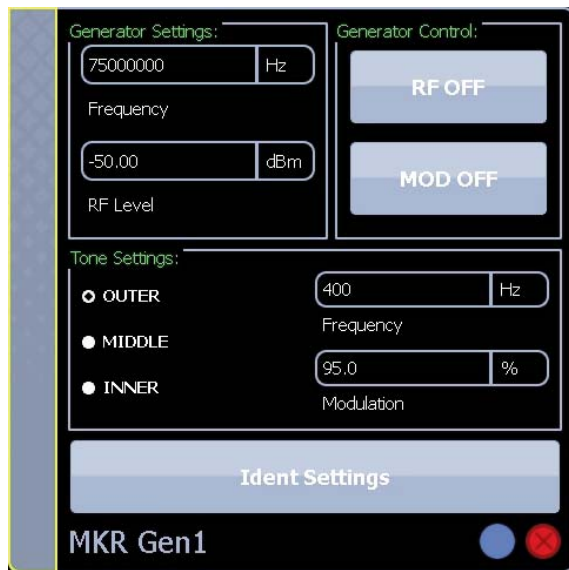 Generator Settings:
75000000 Hz
Frequency
-50.00 dBm
RF Level
Generator Control:
RF OFF
MOD OFF
Tone Settings:
OUTER
MIDDLE
INNER
400 Hz
Frequency
95.0 %
Modulation
Ident Settings
MKR Gen1